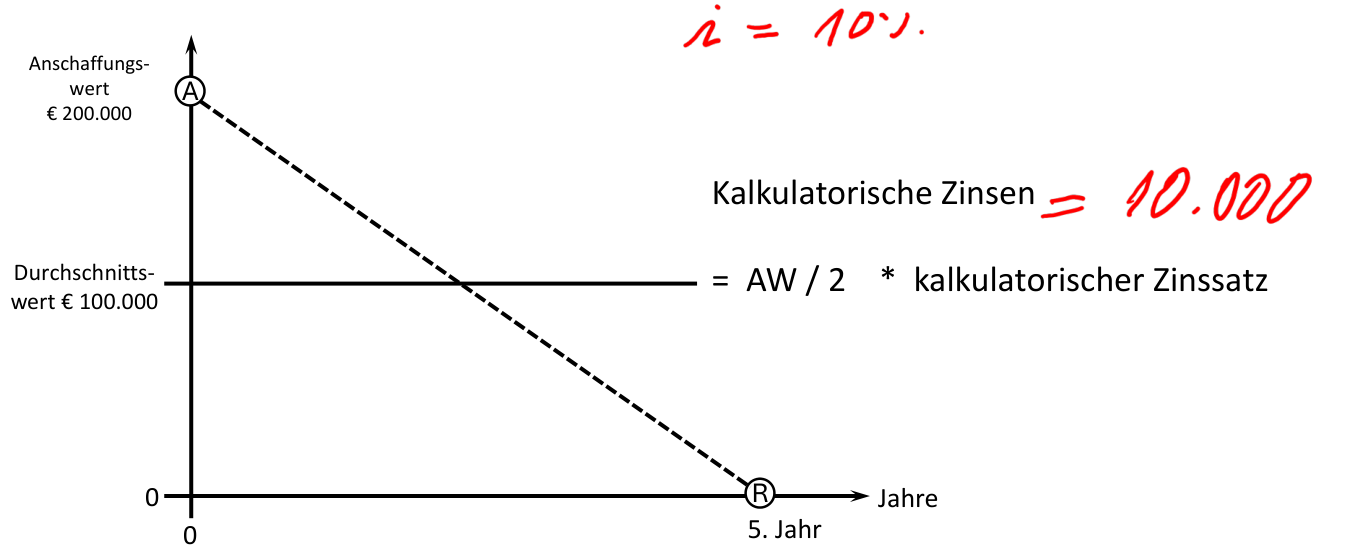 i = 10%
Anschaffungs-
wert
€ 200.000
A
Kalkulatorische Zinsen = 10.000
Durchschnitts-
wert € 100.000
= AW / 2 * kalkulatorischer Zinssatz
0
R
Jahre
0
5. Jahr